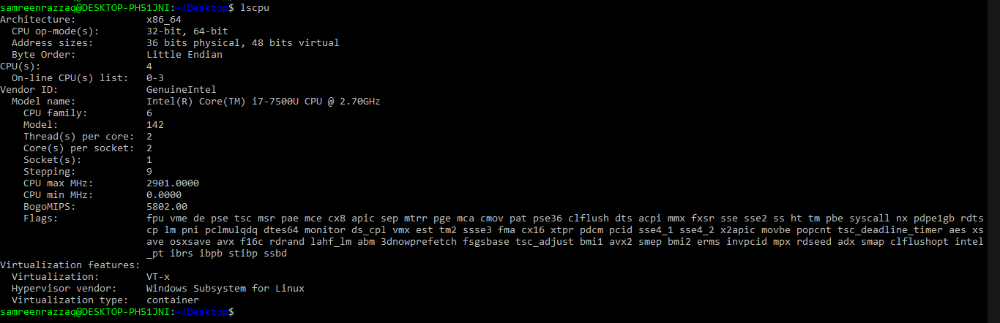 samreenrazzaq@DESKTOP-PH51JNI:~/Desktop$ lscpu
Architecture:            x86_64
  CPU op-mode(s):        32-bit, 64-bit
  Address sizes:         36 bits physical, 48 bits virtual
  Byte Order:            Little Endian
CPU(s):                  4
  On-line CPU(s) list:   0-3
Vendor ID:               GenuineIntel
  Model name:            Intel(R) Core(TM) i7-7500U CPU @ 2.70GHz
    CPU family:          6
    Model:               142
    Thread(s) per core:  2
    Core(s) per socket:  2
    Socket(s):           1
    Stepping:            9
    CPU max MHz:         2901.0000
    CPU min MHz:         0.0000
    BogoMIPS:            5802.00
    Flags:               fpu vme de pse tsc msr pae mce cx8 apic sep mtrr pge mca cmov pat pse36 clflush dts acpi mmx fxsr sse sse2 ss ht tm pbe syscall nx pdpe1gb rdts
                         cp lm pni pclmulqdq dtes64 monitor ds_cpl vmx est tm2 ssse3 fma cx16 xtpr pdcm pcid sse4_1 sse4_2 x2apic movbe popcnt tsc_deadline_timer aes xs
                         ave osxsave avx f16c rdrand lahf_lm abm 3dnowprefetch fsgsbase tsc_adjust bmi1 avx2 smep bmi2 erms invpcid mpx rdseed adx smap clflushopt intel
                         _pt ibrs ibpb stibp ssbd
Virtualization features:
  Virtualization:        VT-x
  Hypervisor vendor:     Windows Subsystem for Linux
  Virtualization type:   container
samreenrazzaq@DESKTOP-PH51JNI:~/Desktop$